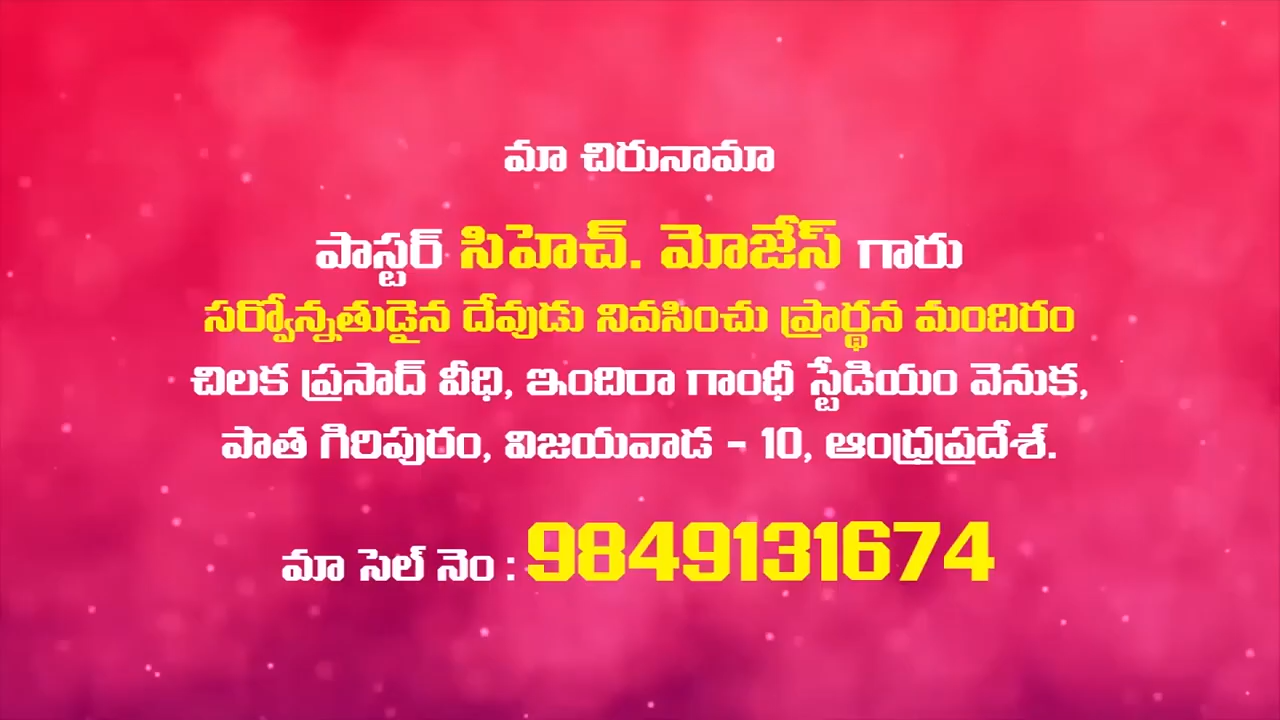 మా చిరునామా
పాస్టర్ సిహెచ్. మోజేస్ గారు
సర్వోన్నతుడైన దేవుడు నివసించు ప్రార్థన మందిరం
చిలక ప్రసాద్ వీధి, ఇందిరా గాంధీ స్టేడియం వెనుక,
పాత గిరిపురం, విజయవాడ - 10, ఆంధ్రప్రదేశ్.
మా సెల్ నెం : 9849131674